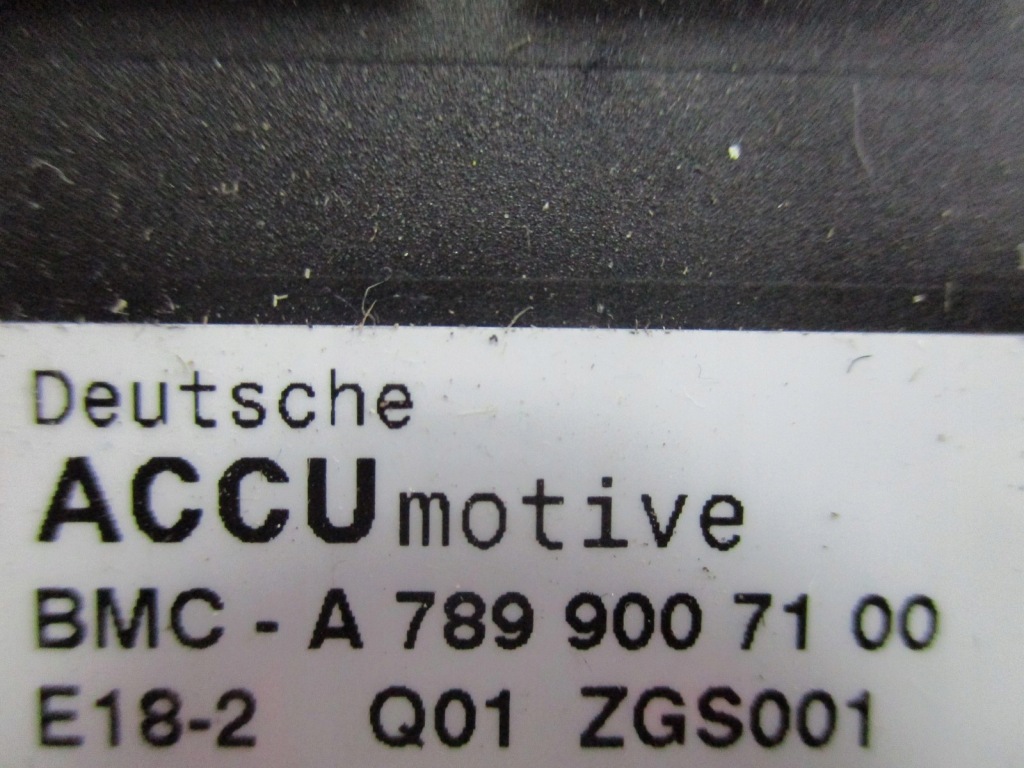 Deutsche
ACCUmotive
BMC - A 789 900 71 00
E18-2 Q01 ZGS001